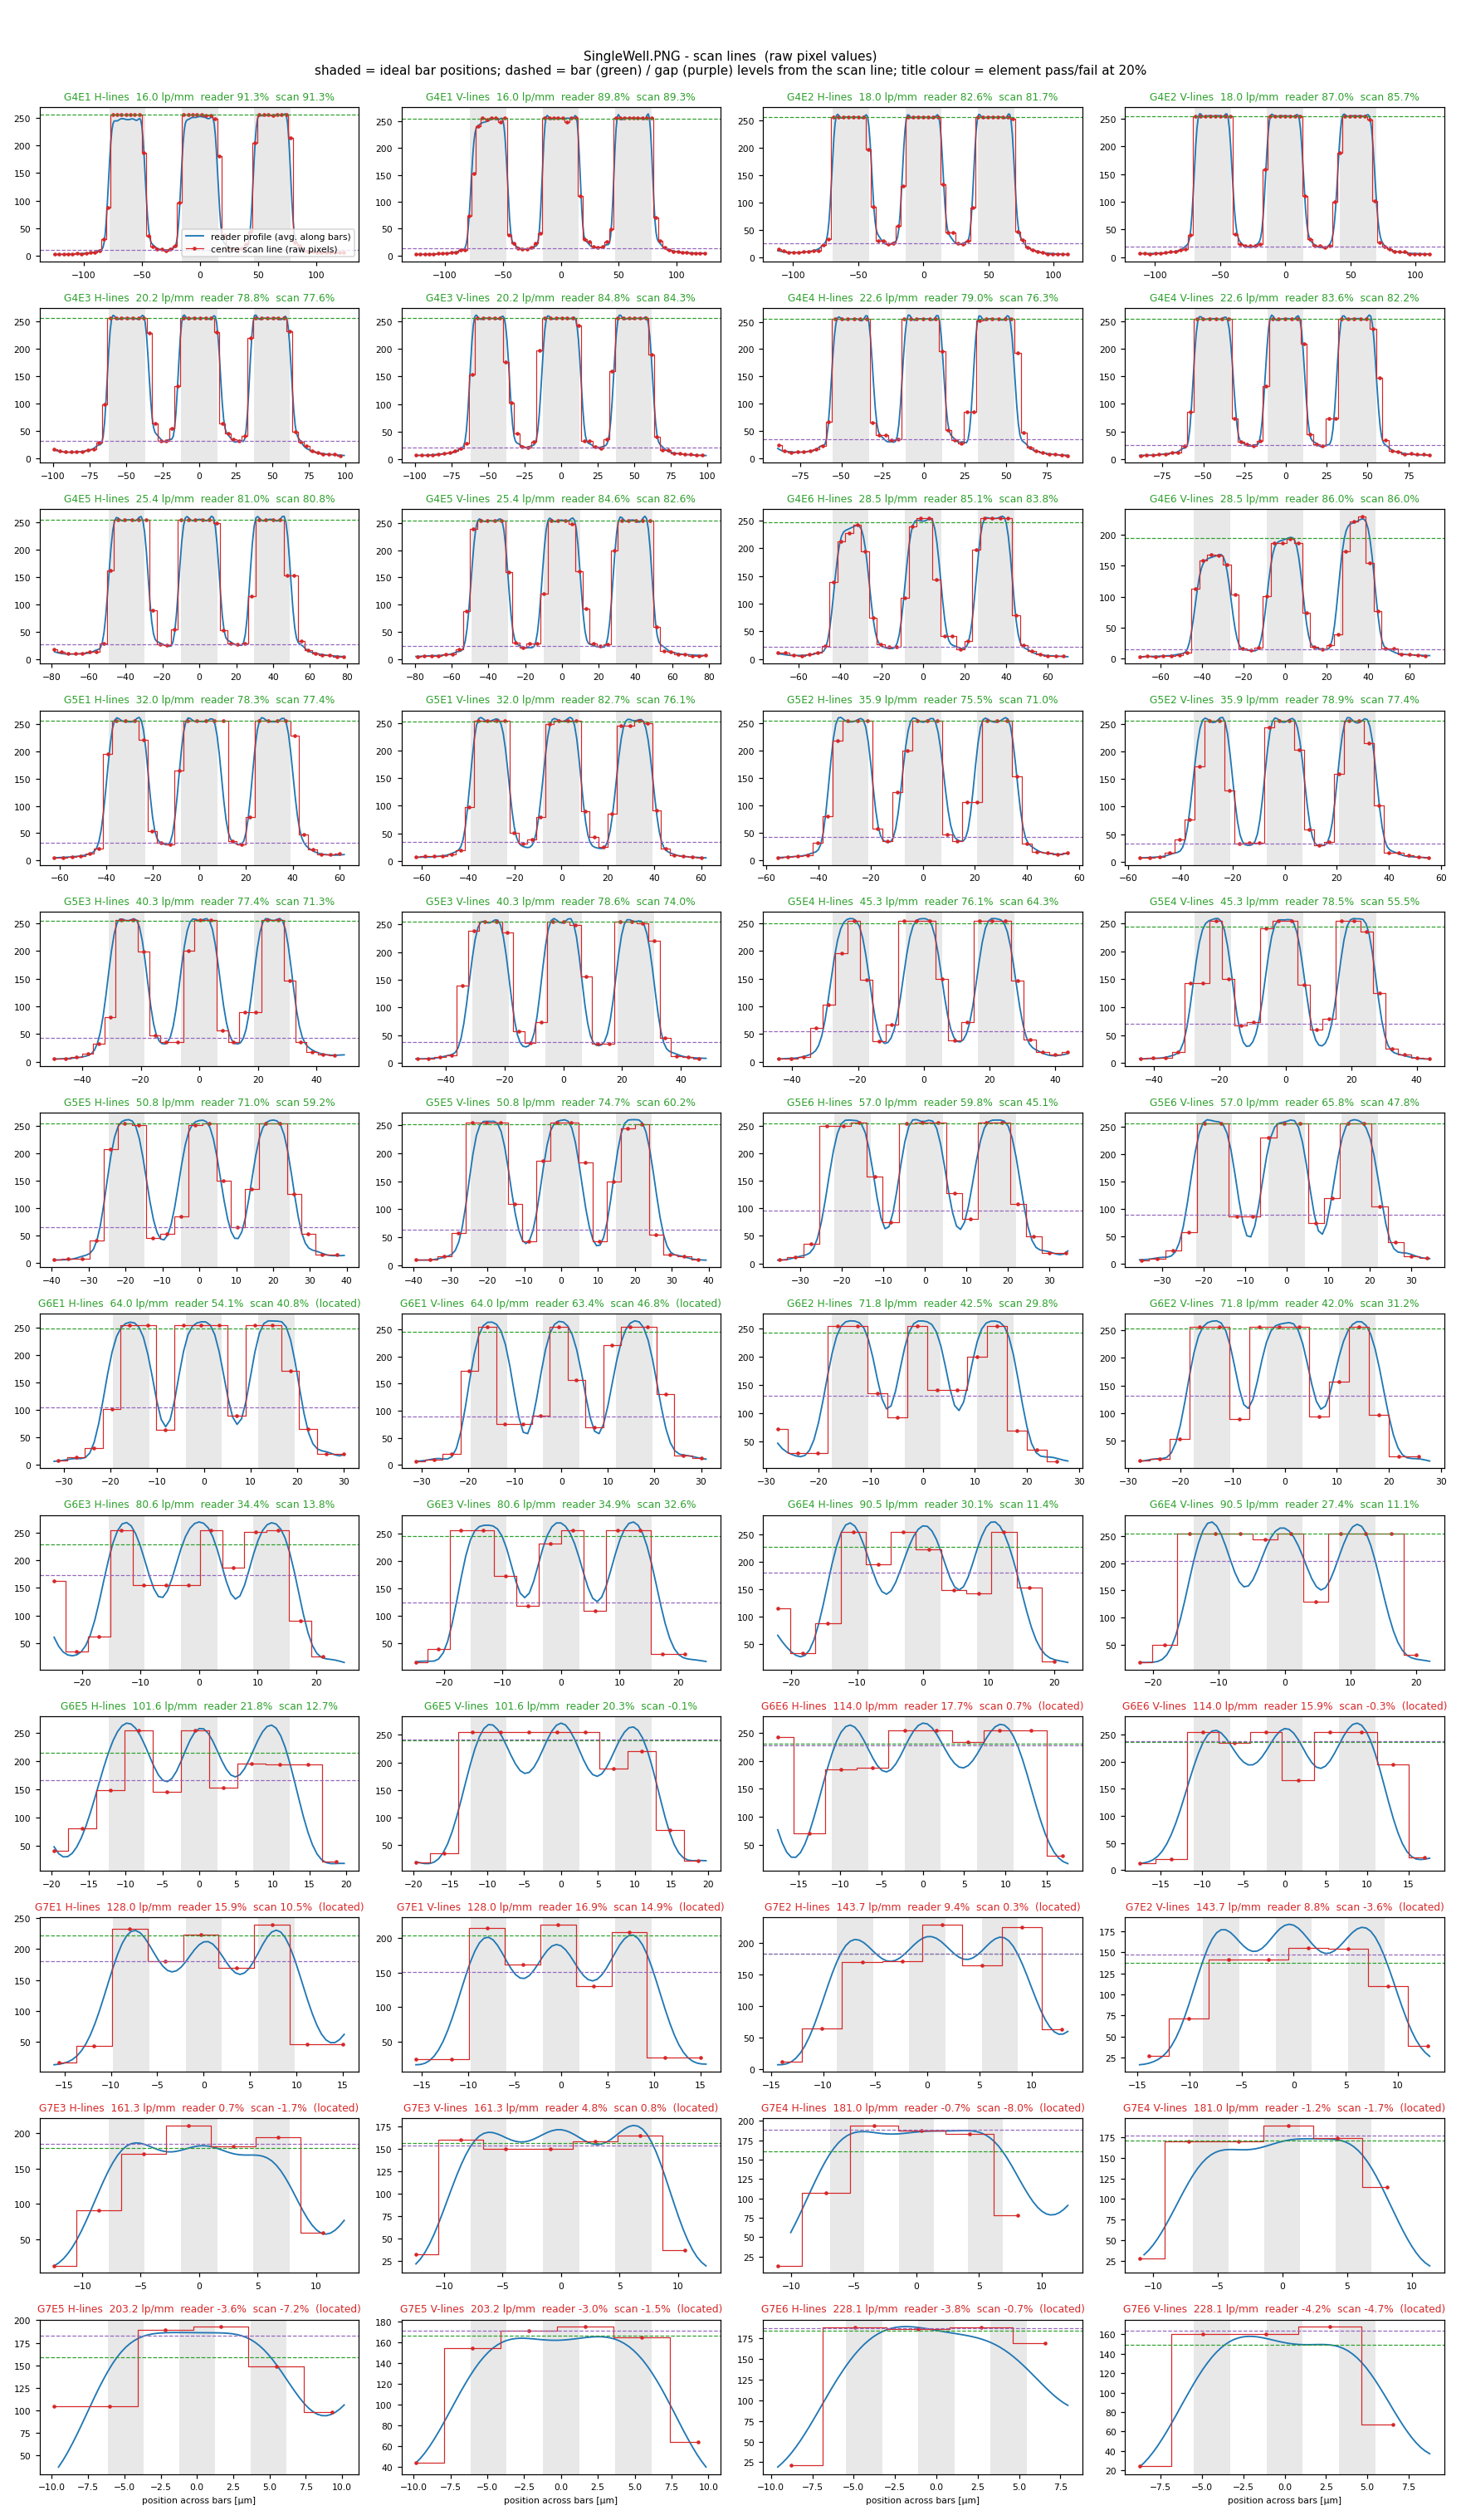 SingleWell.PNG - scan lines  (raw pixel values)
shaded = ideal bar positions; dashed = bar (green) / gap (purple) levels from the scan line; title colour = element pass/fail at 20%
G4E1 H-lines  16.0 lp/mm  reader 91.3%  scan 91.3%
G4E1 V-lines  16.0 lp/mm  reader 89.8%  scan 89.3%
G4E2 H-lines  18.0 lp/mm  reader 82.6%  scan 81.7%
G4E2 V-lines  18.0 lp/mm  reader 87.0%  scan 85.7%
reader profile (avg. along bars)
centre scan line (raw pixels)
G4E3 H-lines  20.2 lp/mm  reader 78.8%  scan 77.6%
G4E3 V-lines  20.2 lp/mm  reader 84.8%  scan 84.3%
G4E4 H-lines  22.6 lp/mm  reader 79.0%  scan 76.3%
G4E4 V-lines  22.6 lp/mm  reader 83.6%  scan 82.2%
G4E5 H-lines  25.4 lp/mm  reader 81.0%  scan 80.8%
G4E5 V-lines  25.4 lp/mm  reader 84.6%  scan 82.6%
G4E6 H-lines  28.5 lp/mm  reader 85.1%  scan 83.8%
G4E6 V-lines  28.5 lp/mm  reader 86.0%  scan 86.0%
G5E1 H-lines  32.0 lp/mm  reader 78.3%  scan 77.4%
G5E1 V-lines  32.0 lp/mm  reader 82.7%  scan 76.1%
G5E2 H-lines  35.9 lp/mm  reader 75.5%  scan 71.0%
G5E2 V-lines  35.9 lp/mm  reader 78.9%  scan 77.4%
G5E3 H-lines  40.3 lp/mm  reader 77.4%  scan 71.3%
G5E3 V-lines  40.3 lp/mm  reader 78.6%  scan 74.0%
G5E4 H-lines  45.3 lp/mm  reader 76.1%  scan 64.3%
G5E4 V-lines  45.3 lp/mm  reader 78.5%  scan 55.5%
G5E5 H-lines  50.8 lp/mm  reader 71.0%  scan 59.2%
G5E5 V-lines  50.8 lp/mm  reader 74.7%  scan 60.2%
G5E6 H-lines  57.0 lp/mm  reader 59.8%  scan 45.1%
G5E6 V-lines  57.0 lp/mm  reader 65.8%  scan 47.8%
G6E1 H-lines  64.0 lp/mm  reader 54.1%  scan 40.8%  (located)
G6E1 V-lines  64.0 lp/mm  reader 63.4%  scan 46.8%  (located)
G6E2 H-lines  71.8 lp/mm  reader 42.5%  scan 29.8%
G6E2 V-lines  71.8 lp/mm  reader 42.0%  scan 31.2%
G6E3 H-lines  80.6 lp/mm  reader 34.4%  scan 13.8%
G6E3 V-lines  80.6 lp/mm  reader 34.9%  scan 32.6%
G6E4 H-lines  90.5 lp/mm  reader 30.1%  scan 11.4%
G6E4 V-lines  90.5 lp/mm  reader 27.4%  scan 11.1%
G6E5 H-lines  101.6 lp/mm  reader 21.8%  scan 12.7%
G6E5 V-lines  101.6 lp/mm  reader 20.3%  scan -0.1%
G6E6 H-lines  114.0 lp/mm  reader 17.7%  scan 0.7%  (located)
G6E6 V-lines  114.0 lp/mm  reader 15.9%  scan -0.3%  (located)
G7E1 H-lines  128.0 lp/mm  reader 15.9%  scan 10.5%  (located)
G7E1 V-lines  128.0 lp/mm  reader 16.9%  scan 14.9%  (located)
G7E2 H-lines  143.7 lp/mm  reader 9.4%  scan 0.3%  (located)
G7E2 V-lines  143.7 lp/mm  reader 8.8%  scan -3.6%  (located)
G7E3 H-lines  161.3 lp/mm  reader 0.7%  scan -1.7%  (located)
G7E3 V-lines  161.3 lp/mm  reader 4.8%  scan 0.8%  (located)
G7E4 H-lines  181.0 lp/mm  reader -0.7%  scan -8.0%  (located)
G7E4 V-lines  181.0 lp/mm  reader -1.2%  scan -1.7%  (located)
G7E5 H-lines  203.2 lp/mm  reader -3.6%  scan -7.2%  (located)
G7E5 V-lines  203.2 lp/mm  reader -3.0%  scan -1.5%  (located)
G7E6 H-lines  228.1 lp/mm  reader -3.8%  scan -0.7%  (located)
G7E6 V-lines  228.1 lp/mm  reader -4.2%  scan -4.7%  (located)
position across bars [µm]
position across bars [µm]
position across bars [µm]
position across bars [µm]